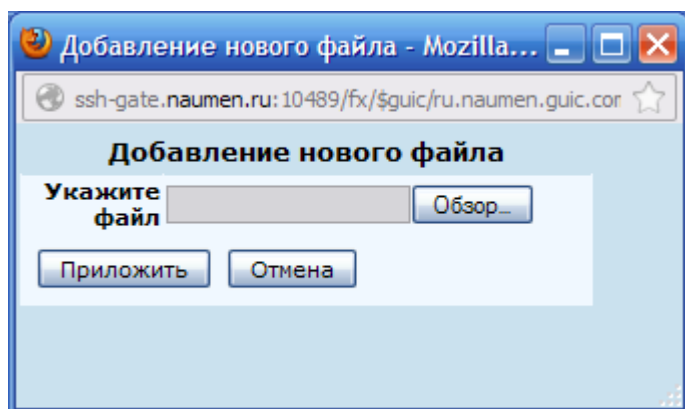 Добавление нового файла - Mozilla...
ssh-gate.naumen.ru:10489/fx/$guic/ru.naumen.guic.com
Добавление нового файла
Укажите
файл
Обзор...
Приложить Отмена